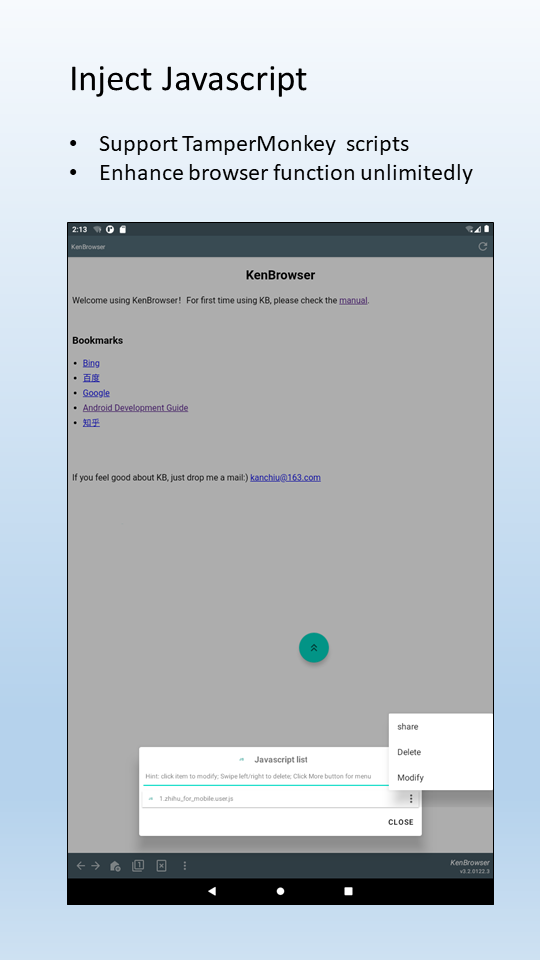 Inject Javascript
• Support TamperMonkey scripts
• Enhance browser function unlimitedly
2:13
KenBrowser
KenBrowser
Welcome using KenBrowser! For first time using KB, please check the manual.
Bookmarks
• Bing
• 百度
• Google
• Android Development Guide
• 知乎
If you feel good about KB, just drop me a mail:) kanchiu@163.com
share
Delete
Modify
Javascript list
Hint: click item to modify; Swipe left/right to delete; Click More button for menu
1.zhihu_for_mobile.user.js
CLOSE
1
KenBrowser
v3.2.0122.3